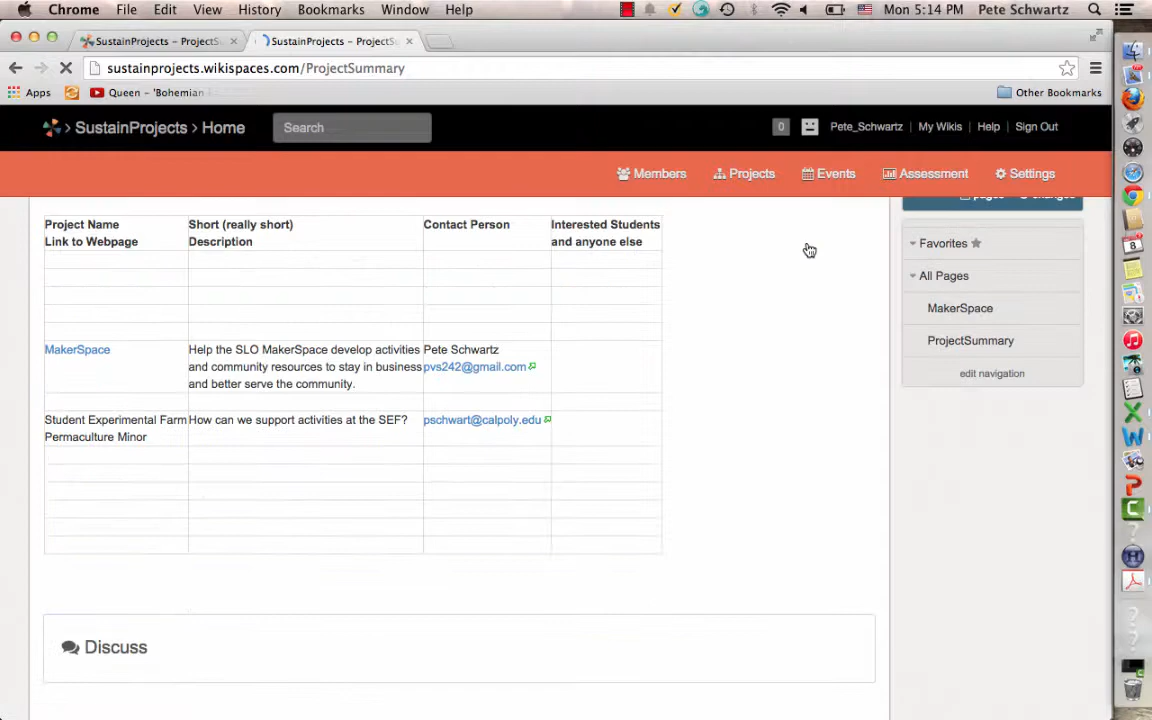 Chrome File Edit View History Bookmarks Window Help Mon 5:14 PM Pete Schwartz
SustainProjects – ProjectS SustainProjects – ProjectS
sustainprojects.wikispaces.com/ProjectSummary
Apps Queen - 'Bohemian Other Bookmarks
SustainProjects > Home Search 0 Pete_Schwartz My Wikis Help Sign Out
Members Projects Events Assessment Settings
Project Name
Link to Webpage
Short (really short)
Description
Contact Person
Interested Students
and anyone else
MakerSpace
Help the SLO MakerSpace develop activities
and community resources to stay in business
and better serve the community.
Pete Schwartz
pvs242@gmail.com
Student Experimental Farm
Permaculture Minor
How can we support activities at the SEF?
pschwart@calpoly.edu
Favorites
All Pages
MakerSpace
ProjectSummary
edit navigation
Discuss